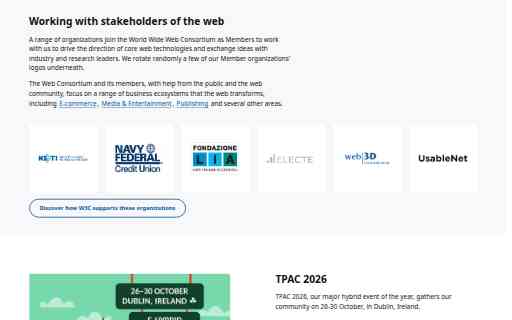 Working with stakeholders of the web
A range of organizations join the World Wide Web Consortium as Members to work
with us to drive the direction of core web technologies and exchange ideas with
industry and research leaders. We rotate randomly a few of our Member organizations'
logos underneath.
The Web Consortium and its members, with help from the public and the web
community, focus on a range of business ecosystems that the web transforms,
including E-commerce, Media & Entertainment, Publishing and several other areas.
KETI
NAVY
FEDERAL
Credit Union
FONDAZIONE
LIA
ELECTE
web3D
CONSORTIUM
UsableNet
Discover how W3C supports these organizations
26–30 OCTOBER
DUBLIN, IRELAND
TPAC 2026
TPAC 2026, our major hybrid event of the year, gathers our
community on 26-30 October, in Dublin, Ireland.